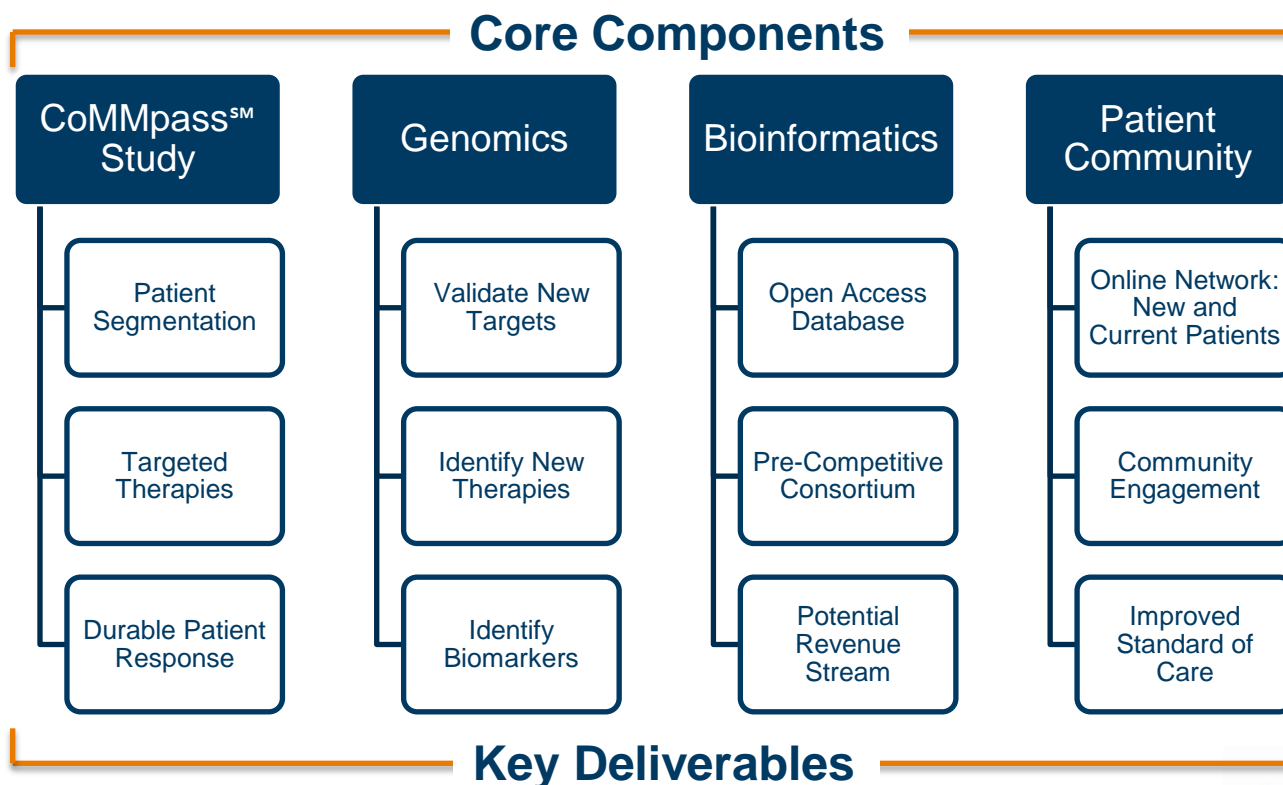 Core Components
CoMMpass℠
Study
Patient
Segmentation
Targeted
Therapies
Durable Patient
Response
Genomics
Validate New
Targets
Identify New
Therapies
Identify
Biomarkers
Bioinformatics
Open Access
Database
Pre-Competitive
Consortium
Potential
Revenue
Stream
Patient
Community
Online Network:
New and
Current Patients
Community
Engagement
Improved
Standard of
Care
Key Deliverables